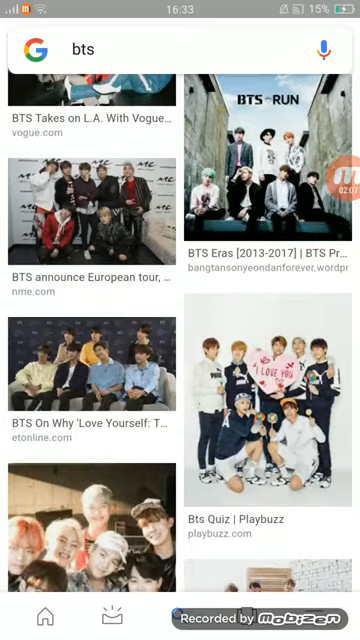 16:33
15%
bts
BTS Takes on L.A. With Vogue...
vogue.com
BTS RUN
BTS Eras [2013-2017] | BTS Pr...
bangtansonyeondanforever.wordpr
02:07
BTS announce European tour, ...
nme.com
I LOVE YOU
BTS On Why 'Love Yourself: T...
etonline.com
Bts Quiz | Playbuzz
playbuzz.com
Recorded by MOBIZEN